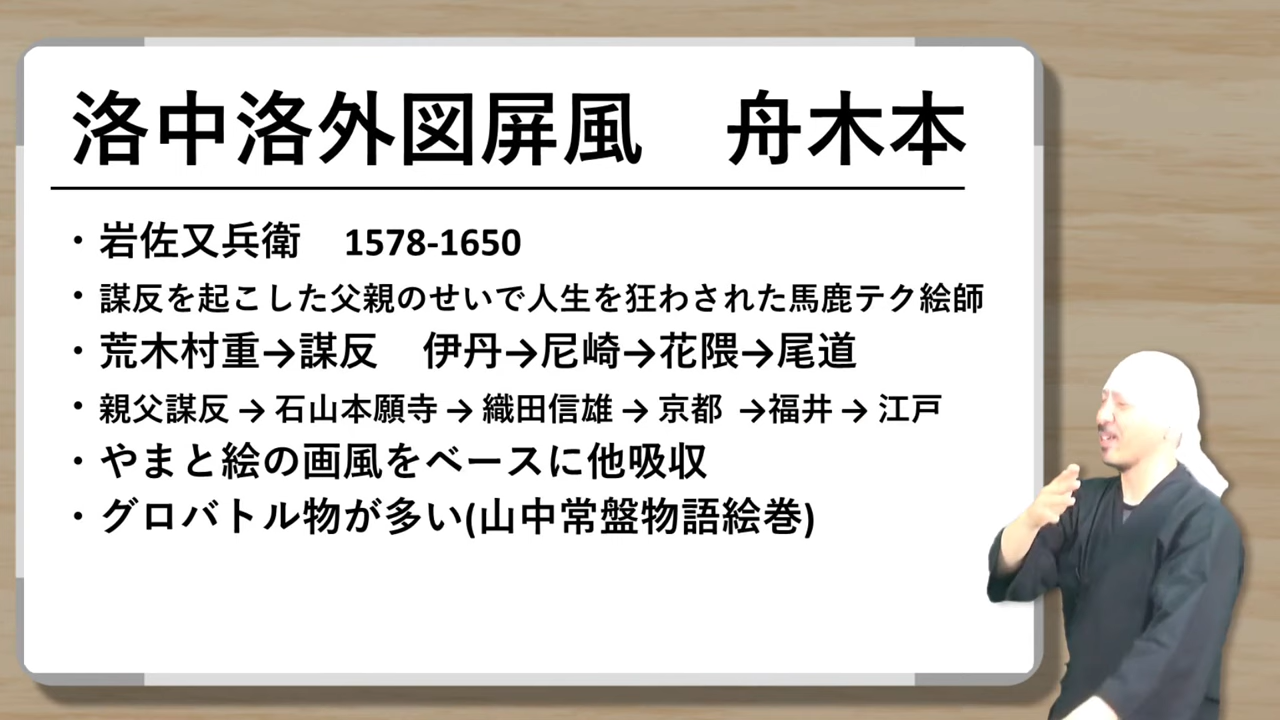 洛中洛外図屏風　舟木本
・岩佐又兵衛　1578-1650
・謀反を起こした父親のせいで人生を狂わされた馬鹿テク絵師
・荒木村重→謀反　伊丹→尼崎→花隈→尾道
・親父謀反 → 石山本願寺 → 織田信雄 → 京都 →福井 → 江戸
・やまと絵の画風をベースに他吸収
・グロバトル物が多い(山中常盤物語絵巻)